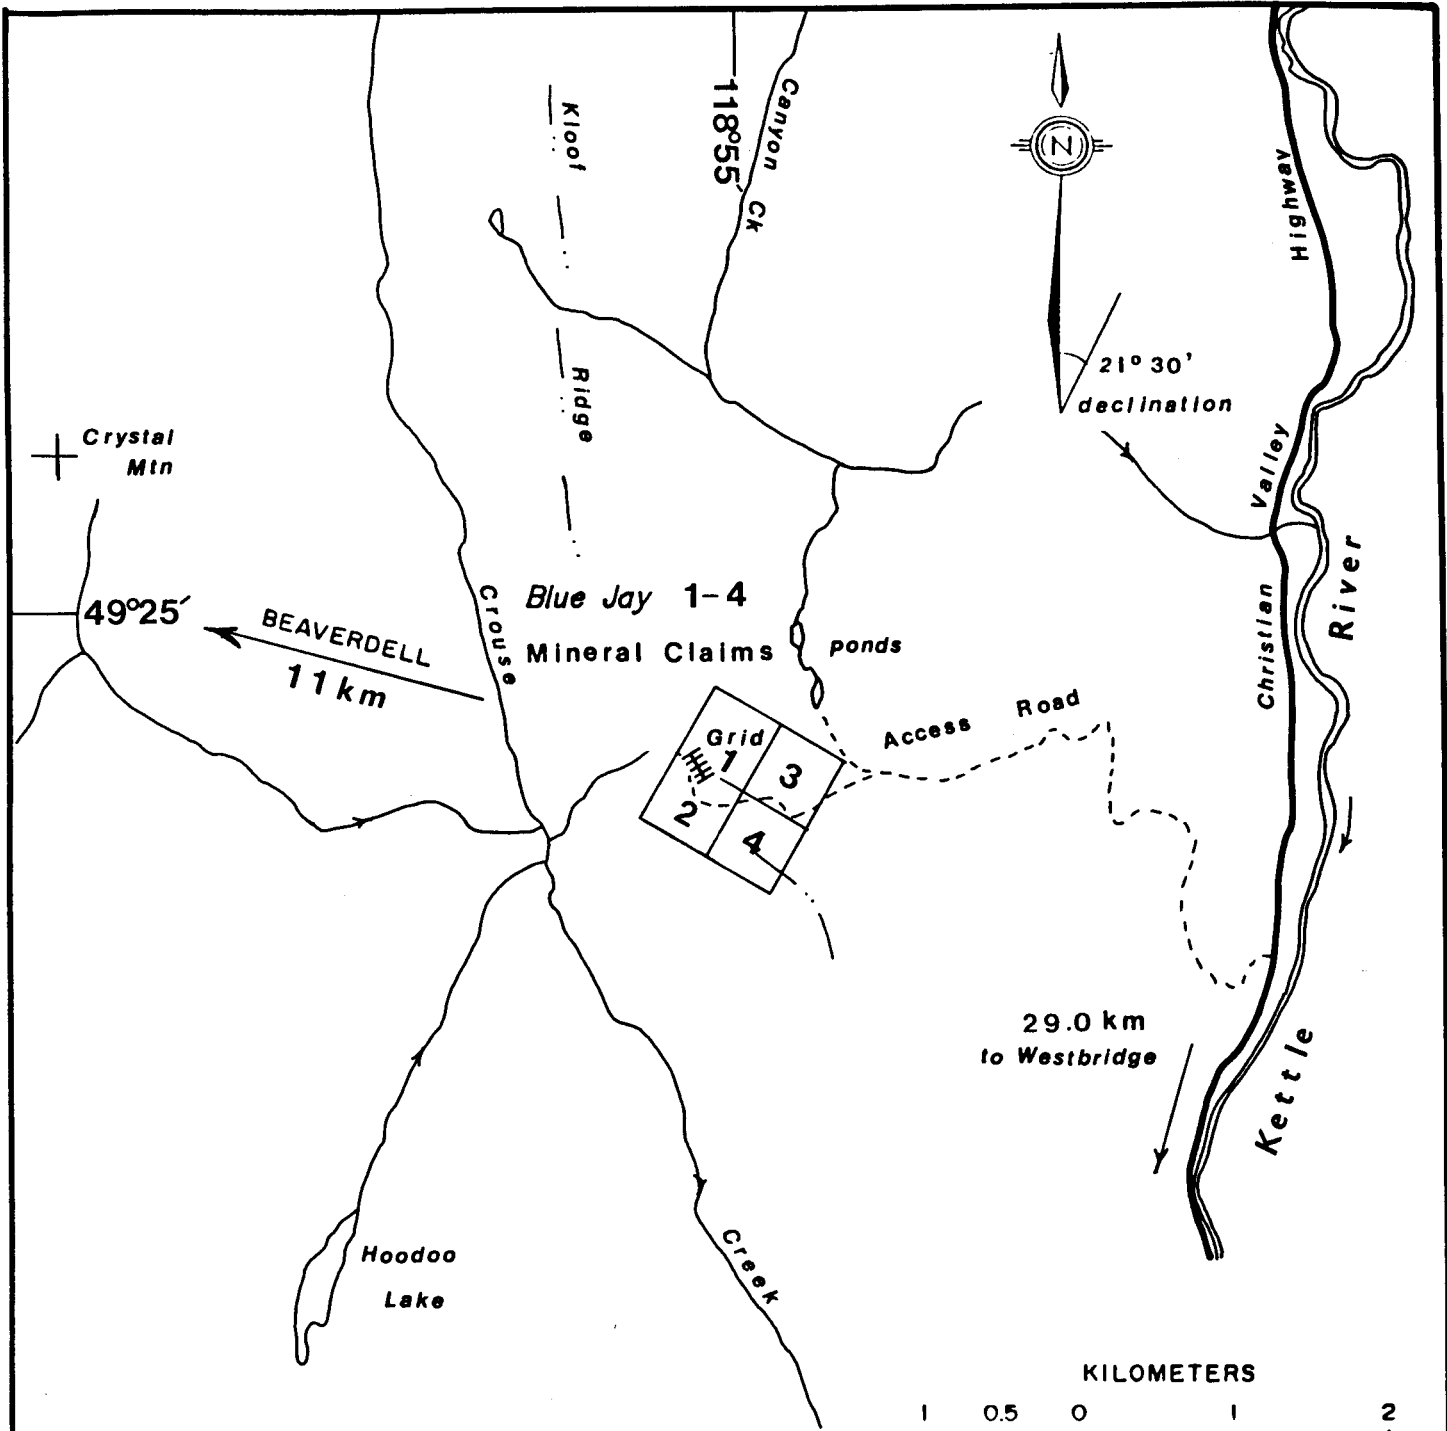 118°55′
Canyon Ck
Kloof
Ridge
N
21° 30'
declination
Highway
Valley
Christian
River
Kettle
Crystal
Mtn
49°25′
BEAVERDELL
11 km
Crouse
Creek
Blue Jay 1-4
Mineral Claims
ponds
Access Road
Grid
1
3
2
4
29.0 km
to Westbridge
Hoodoo
Lake
KILOMETERS
1 0.5 0 1 2